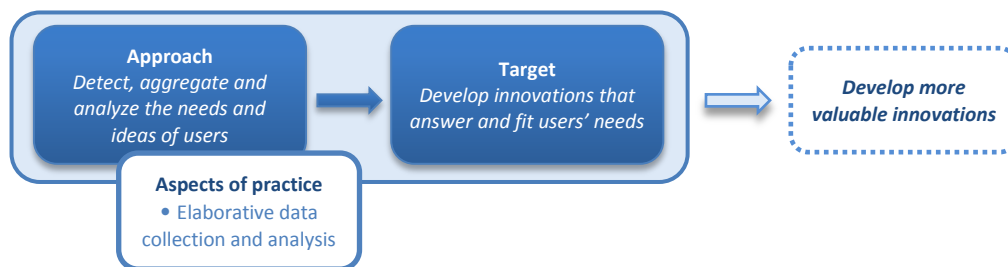 Approach
Detect, aggregate and
analyze the needs and
ideas of users
Target
Develop innovations that
answer and fit users’ needs
Develop more
valuable innovations
Aspects of practice
• Elaborative data
collection and analysis